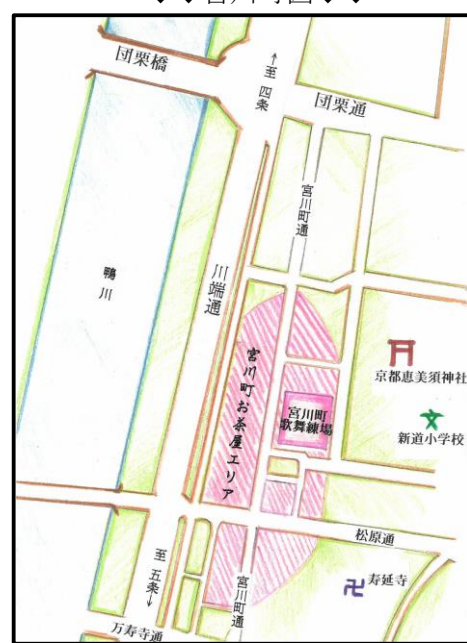 団栗橋
↑至 四条
団栗通
宮川町通
鴨川
川端通
京都恵美須神社
宮川町お茶屋エリア
宮川町
歌舞練場
新道小学校
松原通
至 五条↓
宮川町通
寿延寺
万寿寺通